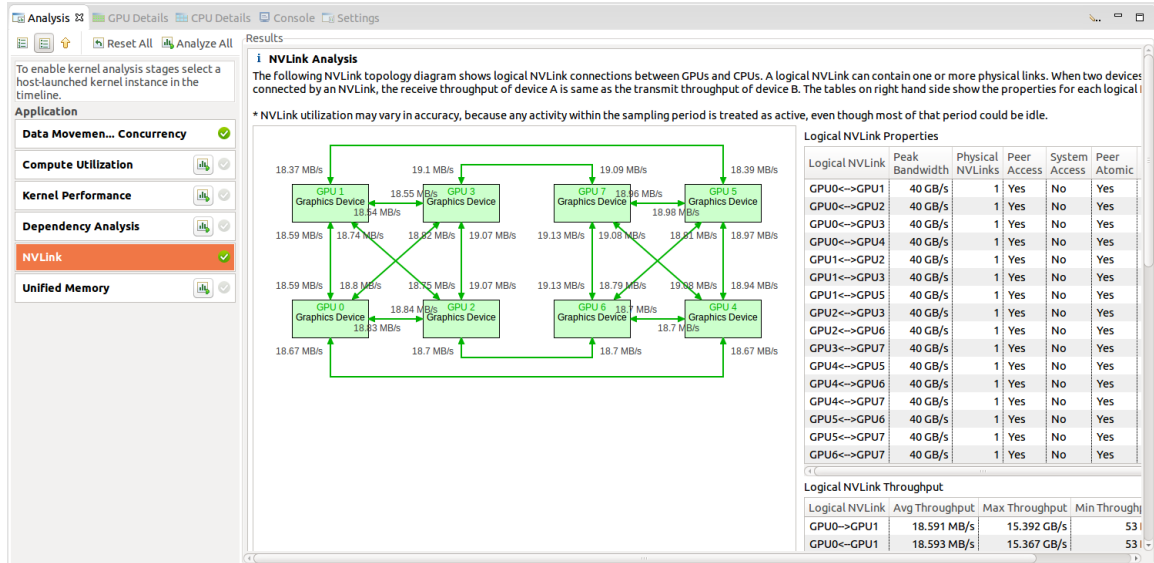 Analysis GPU Details CPU Details Console Settings
Reset All Analyze All
To enable kernel analysis stages select a
host-launched kernel instance in the
timeline.
Application
Data Movemen... Concurrency
Compute Utilization
Kernel Performance
Dependency Analysis
NVLink
Unified Memory
Results
i NVLink Analysis
The following NVLink topology diagram shows logical NVLink connections between GPUs and CPUs. A logical NVLink can contain one or more physical links. When two devices
connected by an NVLink, the receive throughput of device A is same as the transmit throughput of device B. The tables on right hand side show the properties for each logical
* NVLink utilization may vary in accuracy, because any activity within the sampling period is treated as active, even though most of that period could be idle.
18.37 MB/s 19.1 MB/s 19.09 MB/s 18.39 MB/s
GPU 1 18.55 MB/s GPU 3 GPU 7 18.96 MB/s GPU 5
Graphics Device Graphics Device Graphics Device Graphics Device
18.54 MB/s 18.98 MB/s
18.59 MB/s 18.74 MB/s 18.82 MB/s 19.07 MB/s 19.13 MB/s 19.08 MB/s 18.81 MB/s 18.97 MB/s
18.59 MB/s 18.8 MB/s 18.75 MB/s 19.07 MB/s 19.13 MB/s 18.79 MB/s 19.08 MB/s 18.94 MB/s
GPU 0 18.84 MB/s GPU 2 GPU 6 18.7 MB/s GPU 4
Graphics Device Graphics Device Graphics Device Graphics Device
18.83 MB/s 18.7 MB/s
18.67 MB/s 18.7 MB/s 18.7 MB/s 18.67 MB/s
Logical NVLink Properties
Logical NVLink Peak Bandwidth Physical NVLinks Peer Access System Access Peer Atomic
GPU0<-->GPU1 40 GB/s 1 Yes No Yes
GPU0<-->GPU2 40 GB/s 1 Yes No Yes
GPU0<-->GPU3 40 GB/s 1 Yes No Yes
GPU0<-->GPU4 40 GB/s 1 Yes No Yes
GPU1<-->GPU2 40 GB/s 1 Yes No Yes
GPU1<-->GPU3 40 GB/s 1 Yes No Yes
GPU1<-->GPU5 40 GB/s 1 Yes No Yes
GPU2<-->GPU3 40 GB/s 1 Yes No Yes
GPU2<-->GPU6 40 GB/s 1 Yes No Yes
GPU3<-->GPU7 40 GB/s 1 Yes No Yes
GPU4<-->GPU5 40 GB/s 1 Yes No Yes
GPU4<-->GPU6 40 GB/s 1 Yes No Yes
GPU4<-->GPU7 40 GB/s 1 Yes No Yes
GPU5<-->GPU6 40 GB/s 1 Yes No Yes
GPU5<-->GPU7 40 GB/s 1 Yes No Yes
GPU6<-->GPU7 40 GB/s 1 Yes No Yes
Logical NVLink Throughput
Logical NVLink Avg Throughput Max Throughput Min Through
GPU0-->GPU1 18.591 MB/s 15.392 GB/s 53
GPU0<--GPU1 18.593 MB/s 15.367 GB/s 53